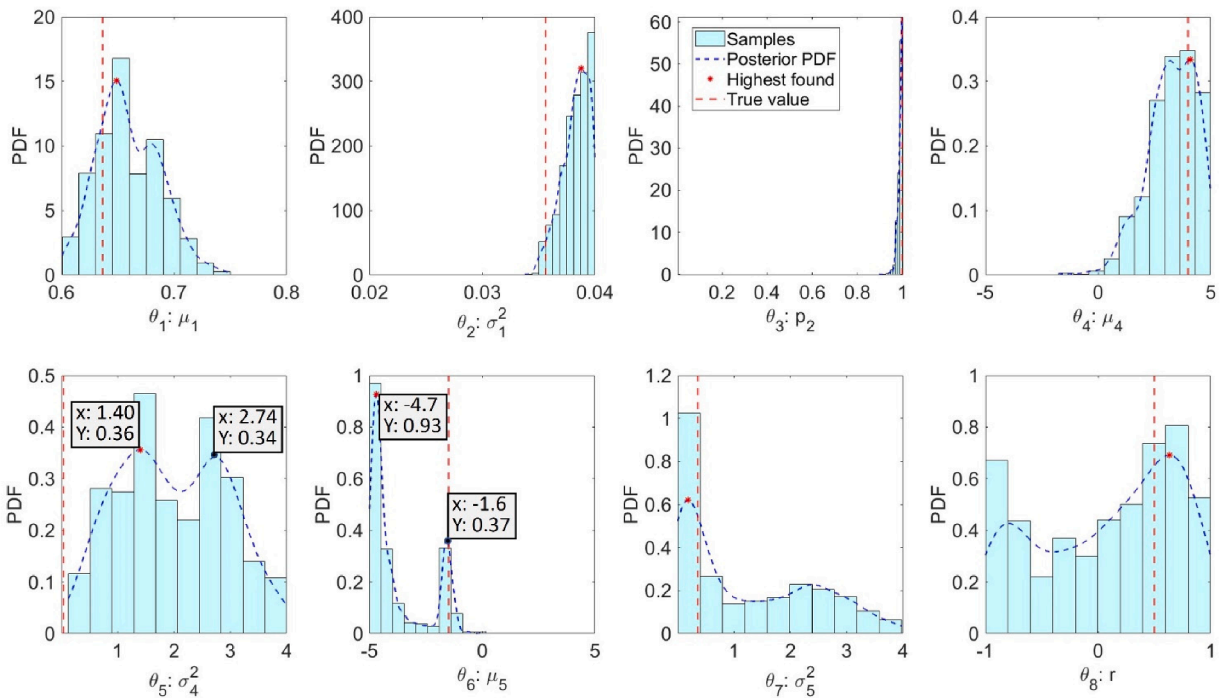 20
15
10
5
0
PDF
0.6
0.7
0.8
θ1: μ1
400
300
200
100
0
PDF
0.02
0.03
0.04
θ2: σ1^2
60
50
40
30
20
10
0
PDF
0.2
0.4
0.6
0.8
1
θ3: p2
Samples
Posterior PDF
Highest found
True value
0.4
0.3
0.2
0.1
0
PDF
-5
0
5
θ4: μ4
0.5
0.4
0.3
0.2
0.1
0
PDF
x: 1.40
Y: 0.36
x: 2.74
Y: 0.34
1
2
3
4
θ5: σ4^2
1
0.8
0.6
0.4
0.2
0
PDF
x: -4.7
Y: 0.93
x: -1.6
Y: 0.37
-5
0
5
θ6: μ5
1.2
1
0.8
0.6
0.4
0.2
0
PDF
1
2
3
4
θ7: σ5^2
1
0.8
0.6
0.4
0.2
0
PDF
-1
0
1
θ8: r